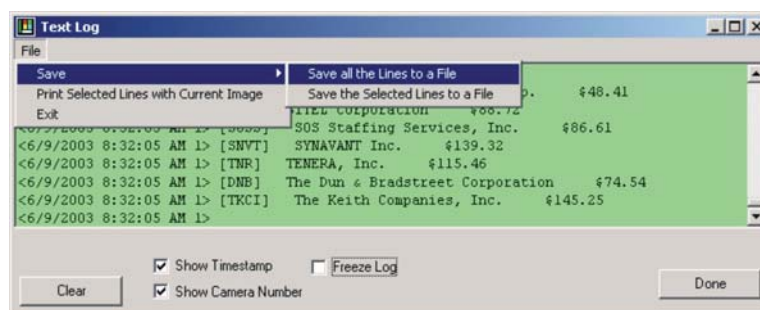 Text Log
File
Save Save all the Lines to a File
p. $48.41
Print Selected Lines with Current Image Save the Selected Lines to a File
Exit
SITEL Corporation $88.72
<6/9/2003 8:32:05 AM 1> [SOSS] SOS Staffing Services, Inc. $86.61
<6/9/2003 8:32:05 AM 1> [SNVT] SYNAVANT Inc. $139.32
<6/9/2003 8:32:05 AM 1> [TNR] TENERA, Inc. $115.46
<6/9/2003 8:32:05 AM 1> [DNB] The Dun & Bradstreet Corporation $74.54
<6/9/2003 8:32:05 AM 1> [TKCI] The Keith Companies, Inc. $145.25
<6/9/2003 8:32:05 AM 1>
Show Timestamp Freeze Log
Clear Show Camera Number Done